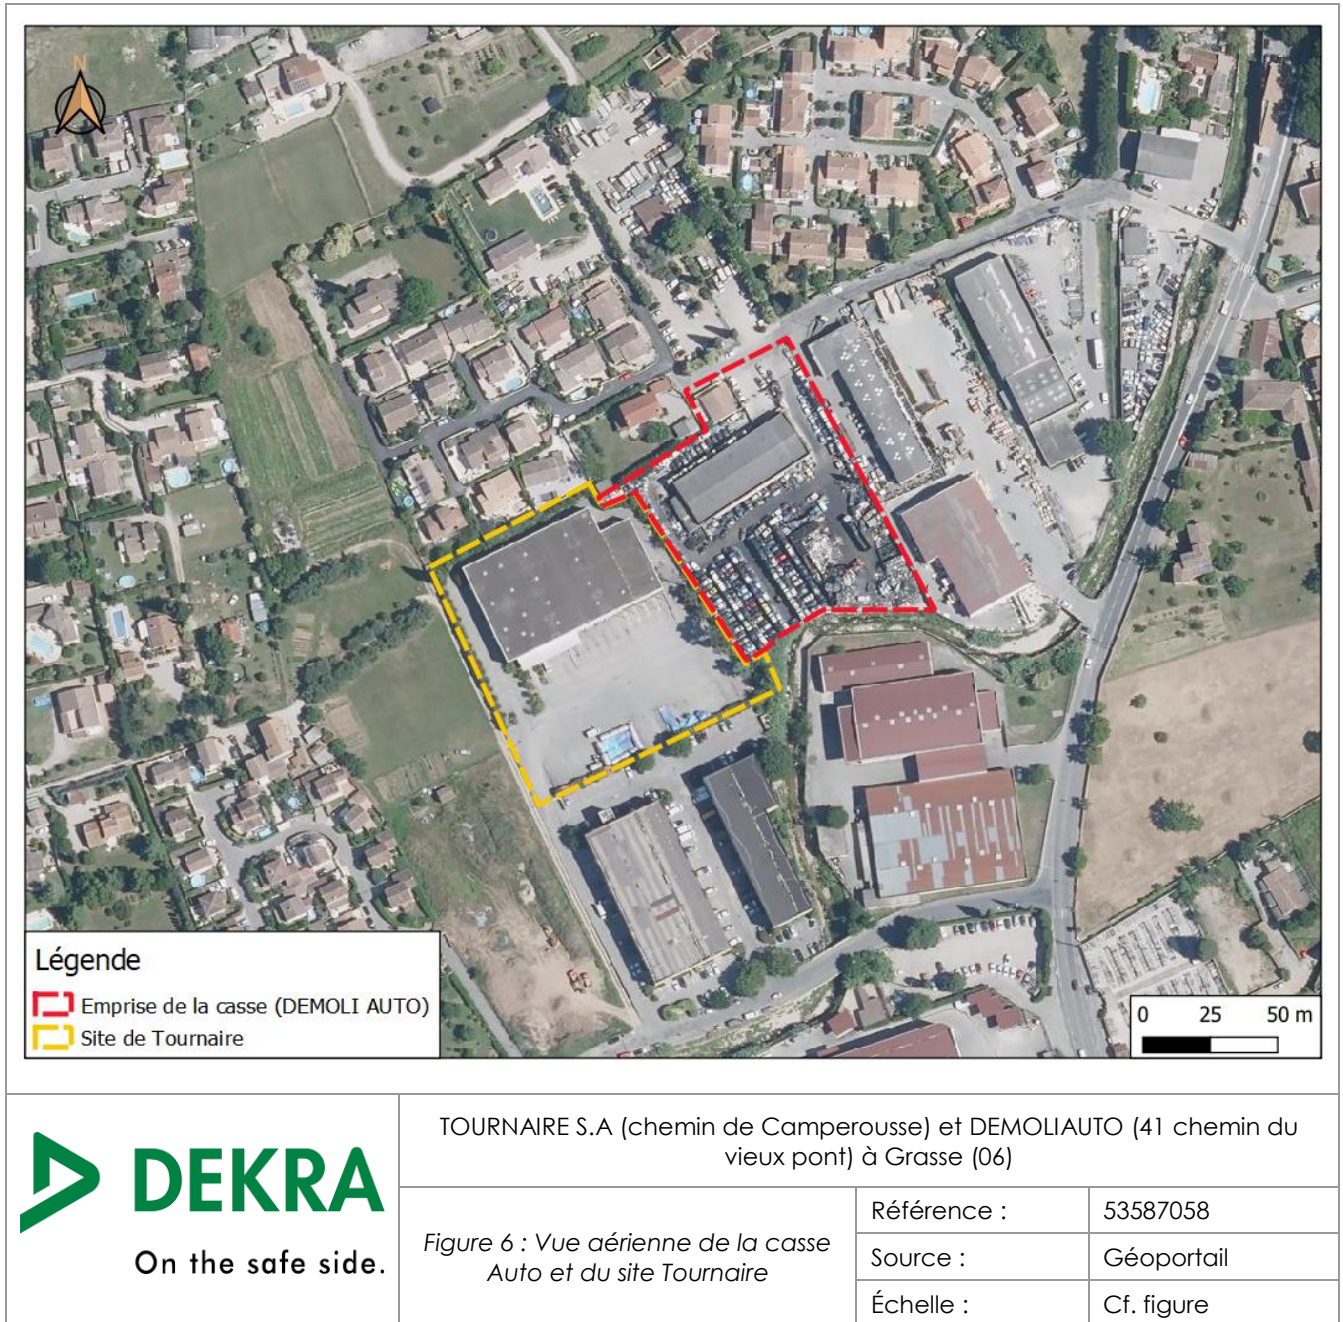 N
Légende
Emprise de la casse (DEMOLI AUTO)
Site de Tournaire
0 25 50 m
DEKRA
On the safe side.
TOURNAIRE S.A (chemin de Camperousse) et DEMOLIAUTO (41 chemin du
vieux pont) à Grasse (06)
Figure 6 : Vue aérienne de la casse
Auto et du site Tournaire
Référence : 53587058
Source : Géoportail
Échelle : Cf. figure